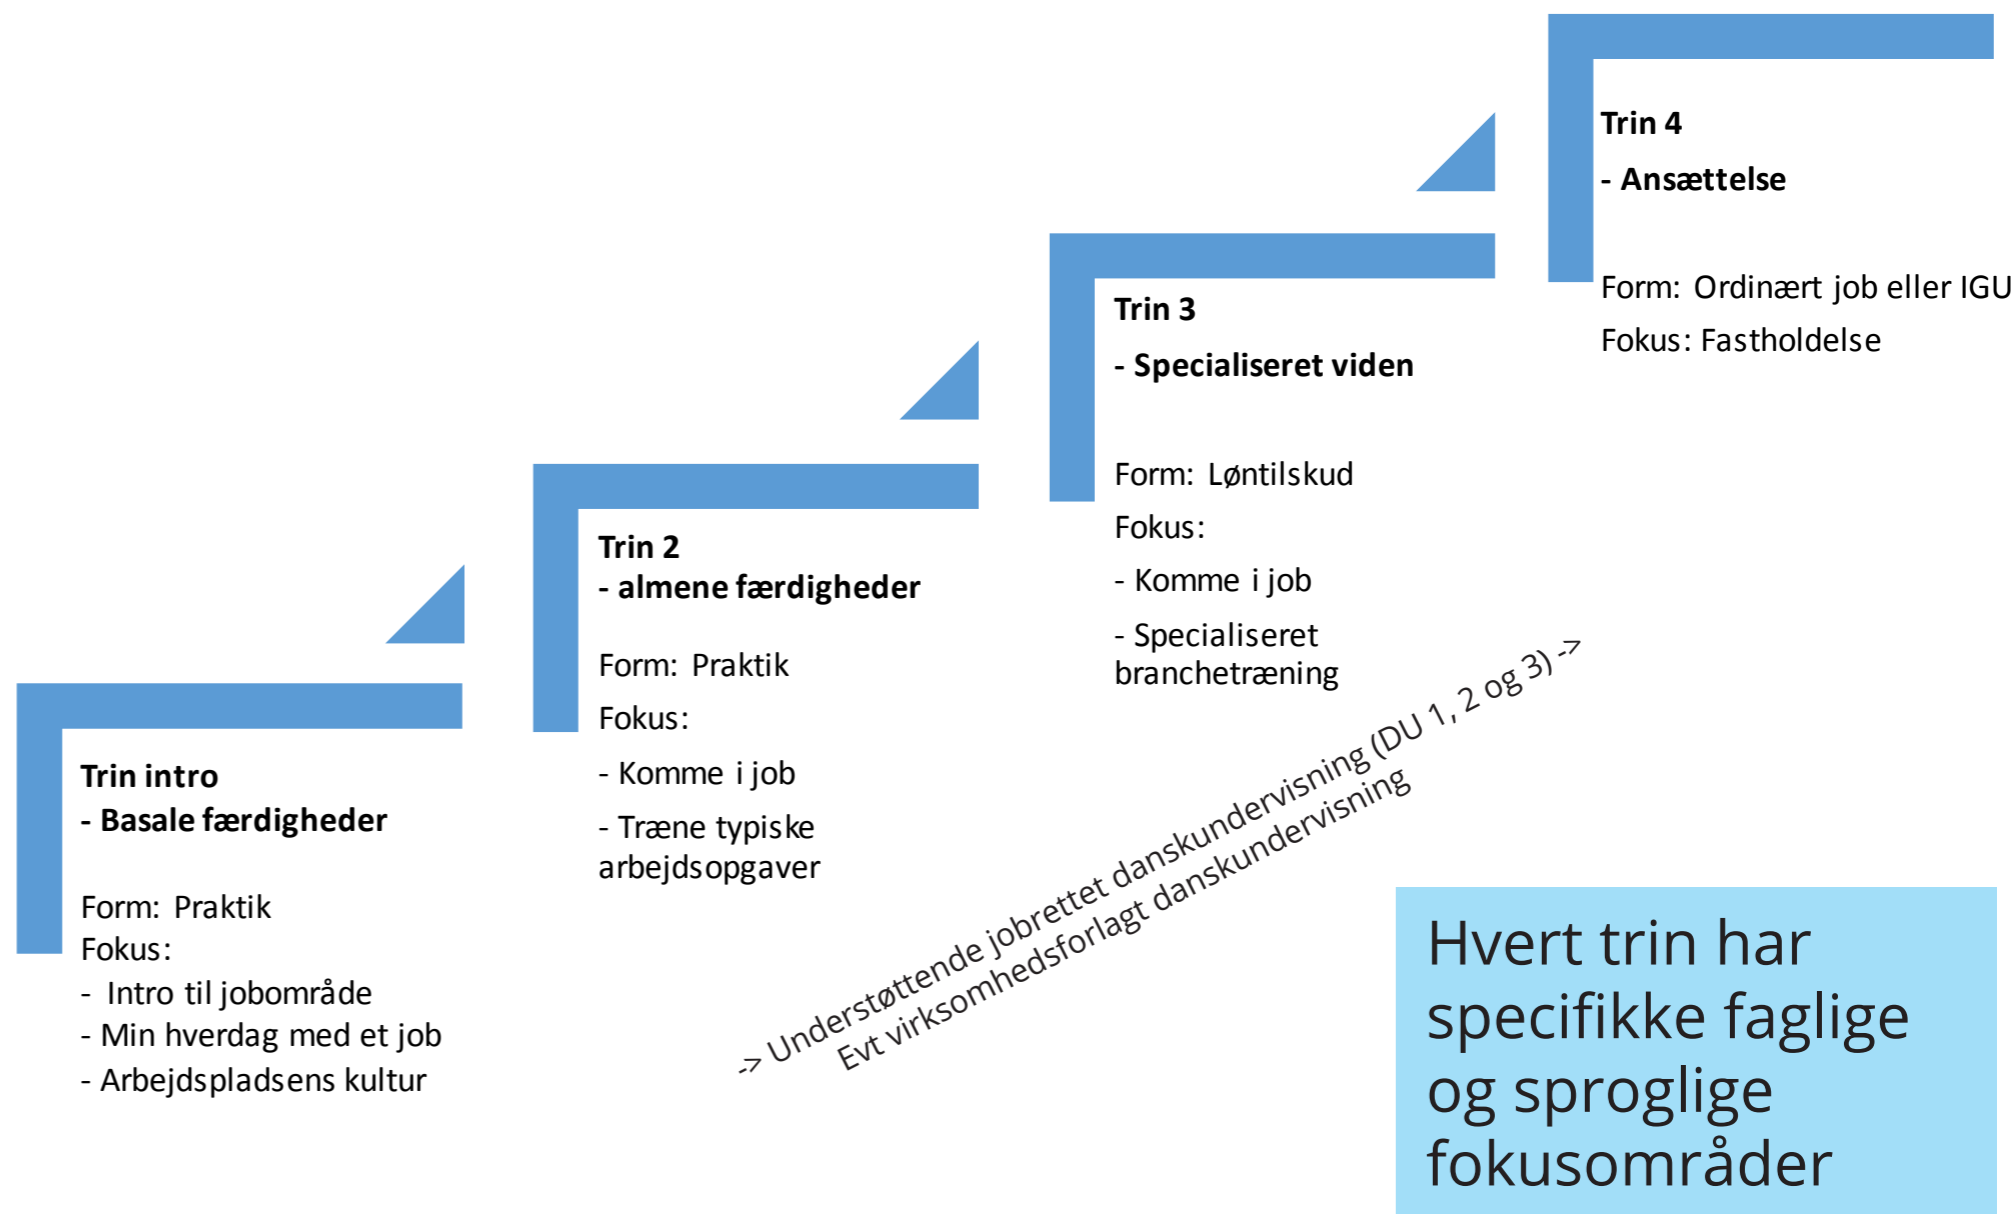 Trin intro
- Basale færdigheder
Form: Praktik
Fokus:
- Intro til jobområde
- Min hverdag med et job
- Arbejdspladsens kultur
Trin 2
- almene færdigheder
Form: Praktik
Fokus:
- Komme i job
- Træne typiske
arbejdsopgaver
Trin 3
- Specialiseret viden
Form: Løntilskud
Fokus:
- Komme i job
- Specialiseret
branchetræning
Trin 4
- Ansættelse
Form: Ordinært job eller IGU
Fokus: Fastholdelse
-> Understøttende jobrettet danskundervisning (DU 1, 2 og 3) ->
Evt virksomhedsforlagt danskundervisning
Hvert trin har
specifikke faglige
og sproglige
fokusområder